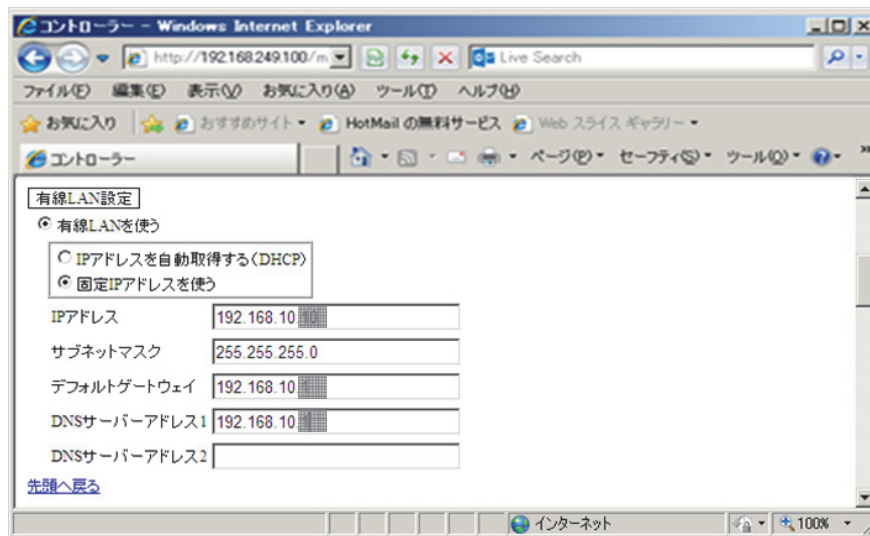 コントローラー - Windows Internet Explorer
http://192.168.249.100/m
Live Search
ファイル(F) 編集(E) 表示(V) お気に入り(A) ツール(T) ヘルプ(H)
お気に入り おすすめサイト HotMail の無料サービス Web スライス ギャラリー
コントローラー ページ(P) セーフティ(S) ツール(O) »
有線LAN設定
有線LANを使う
IPアドレスを自動取得する(DHCP)
固定IPアドレスを使う
IPアドレス 192.168.10.
サブネットマスク 255.255.255.0
デフォルトゲートウェイ 192.168.10.
DNSサーバーアドレス1 192.168.10.
DNSサーバーアドレス2
先頭へ戻る
インターネット 100%